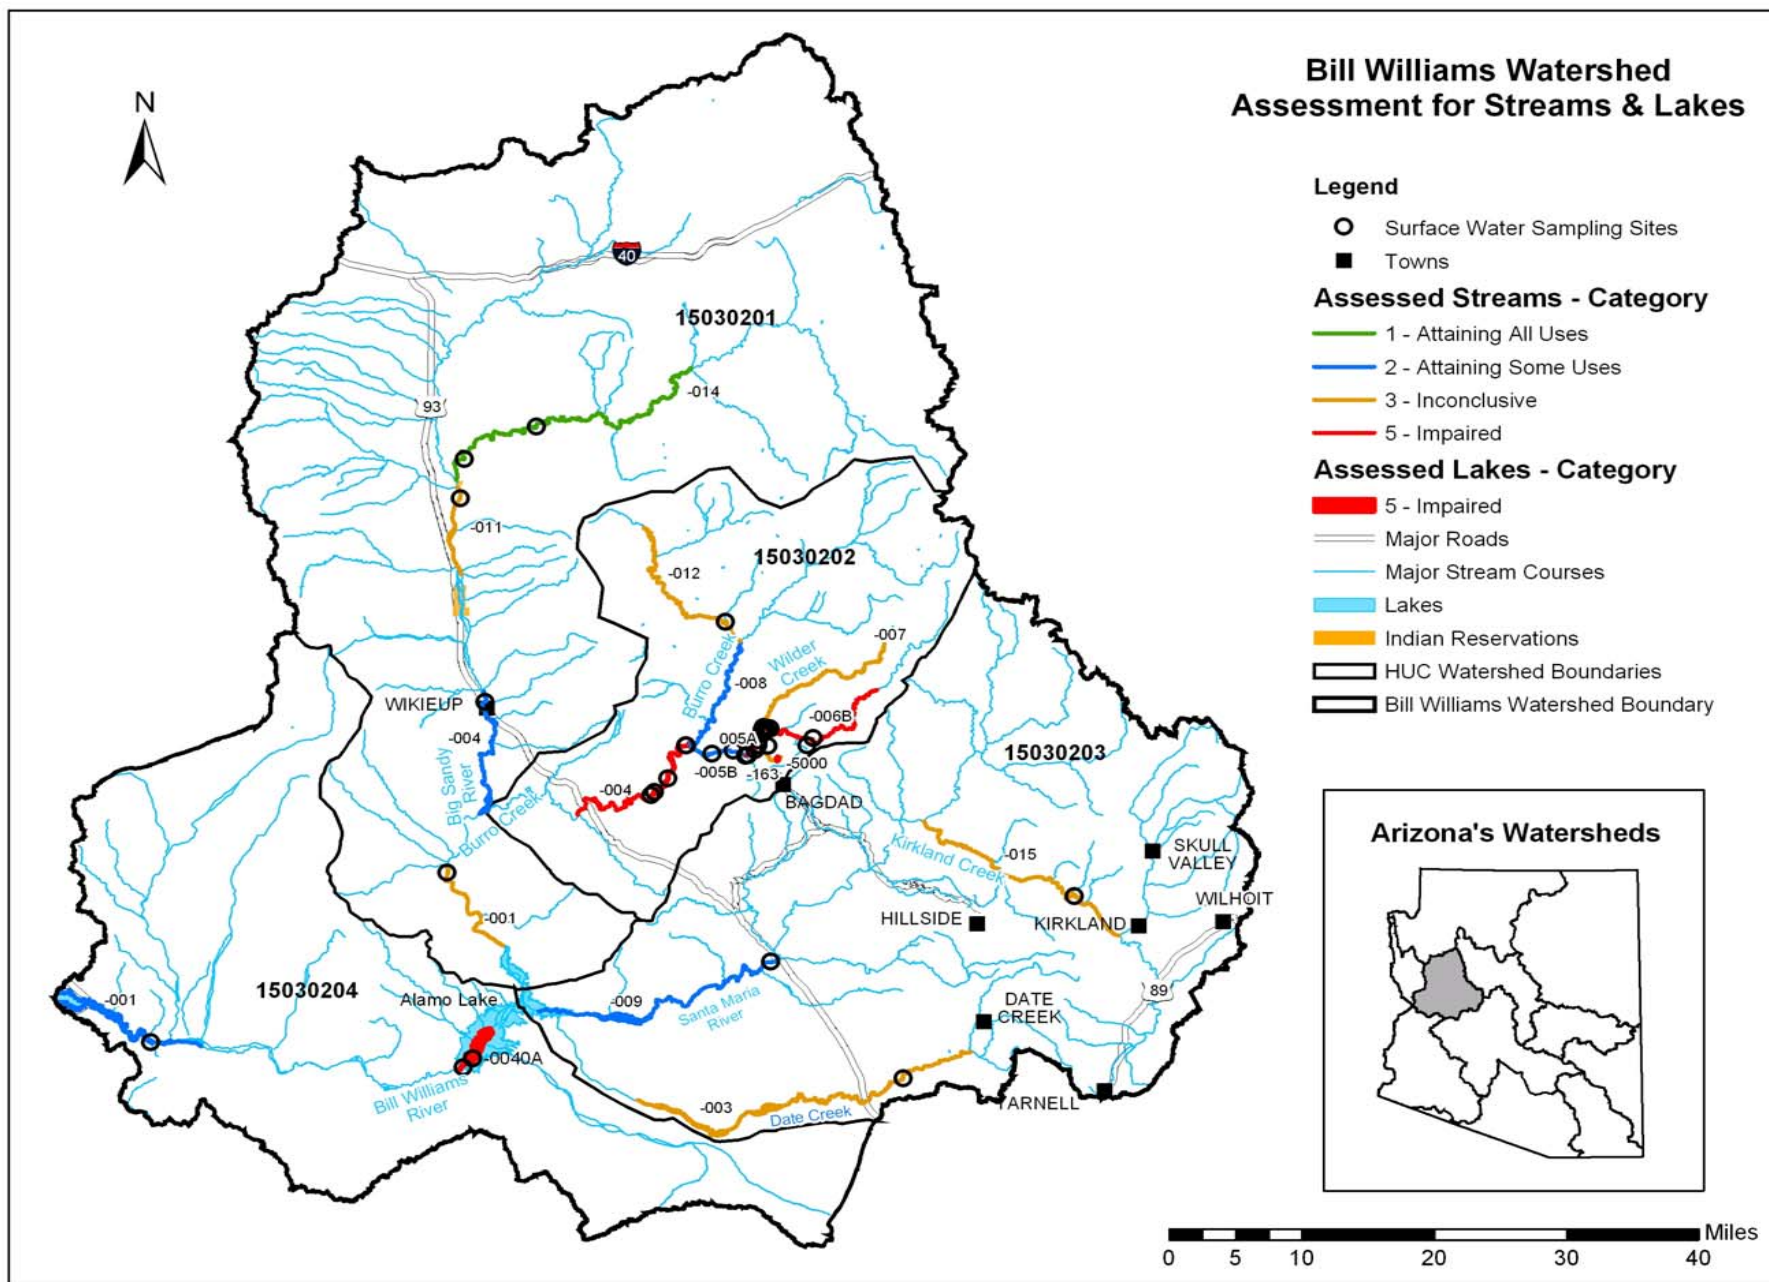 Bill Williams Watershed
Assessment for Streams & Lakes
N
Legend
Surface Water Sampling Sites
Towns
Assessed Streams - Category
1 - Attaining All Uses
2 - Attaining Some Uses
3 - Inconclusive
5 - Impaired
Assessed Lakes - Category
5 - Impaired
Major Roads
Major Stream Courses
Lakes
Indian Reservations
HUC Watershed Boundaries
Bill Williams Watershed Boundary
40
15030201
93
-014
-011
15030202
-012
-007
Wilder
Creek
Burro Creek
-008
-006B
WIKIEUP
-004
Big Sandy
River
005A
-005B
-163
-5000
15030203
-004
BAGDAD
Burro Creek
Kirkland Creek
-015
SKULL
VALLEY
WILHOIT
HILLSIDE
KIRKLAND
-001
15030204
-001
Alamo Lake
-009
Santa Maria
River
89
DATE
CREEK
-0040A
Bill Williams
River
-003
Date Creek
YARNELL
Arizona's Watersheds
Miles
0 5 10 20 30 40